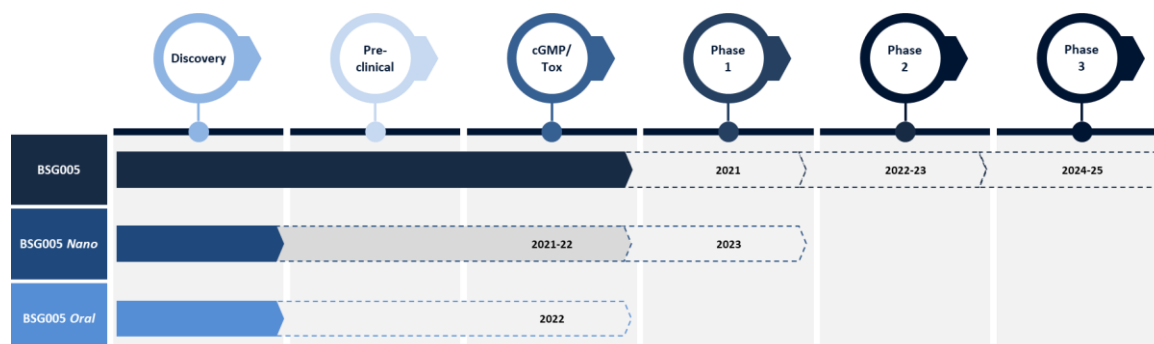 Discovery
Pre-
clinical
cGMP/
Tox
Phase
1
Phase
2
Phase
3
BSG005
2021
2022-23
2024-25
BSG005 Nano
2021-22
2023
BSG005 Oral
2022